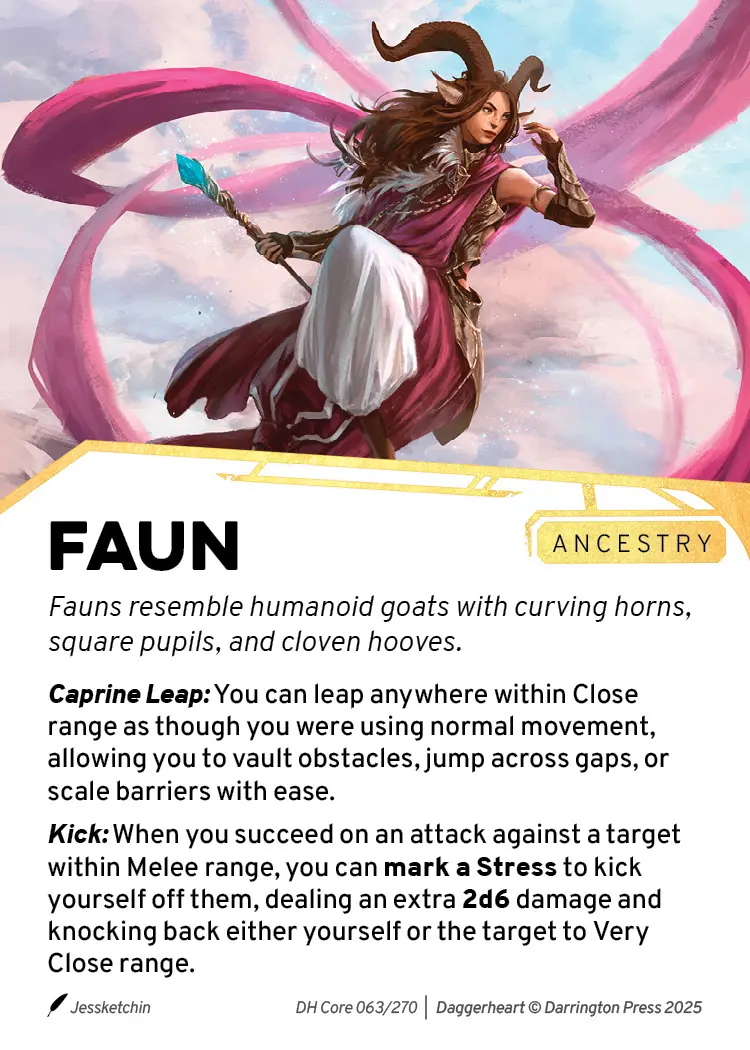 FAUN
ANCESTRY
Fauns resemble humanoid goats with curving horns,
square pupils, and cloven hooves.
Caprine Leap: You can leap anywhere within Close
range as though you were using normal movement,
allowing you to vault obstacles, jump across gaps, or
scale barriers with ease.
Kick: When you succeed on an attack against a target
within Melee range, you can mark a Stress to kick
yourself off them, dealing an extra 2d6 damage and
knocking back either yourself or the target to Very
Close range.
Jessketchin
DH Core 063/270 | Daggerheart © Darrington Press 2025